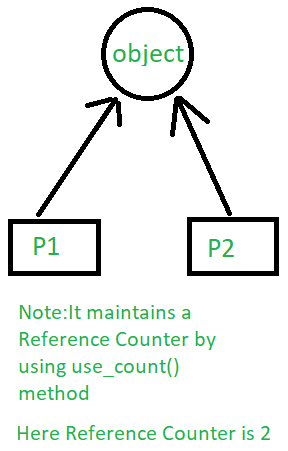 object
P1 P2
Note:It maintains a
Reference Counter by
using use_count()
method
Here Reference Counter is 2